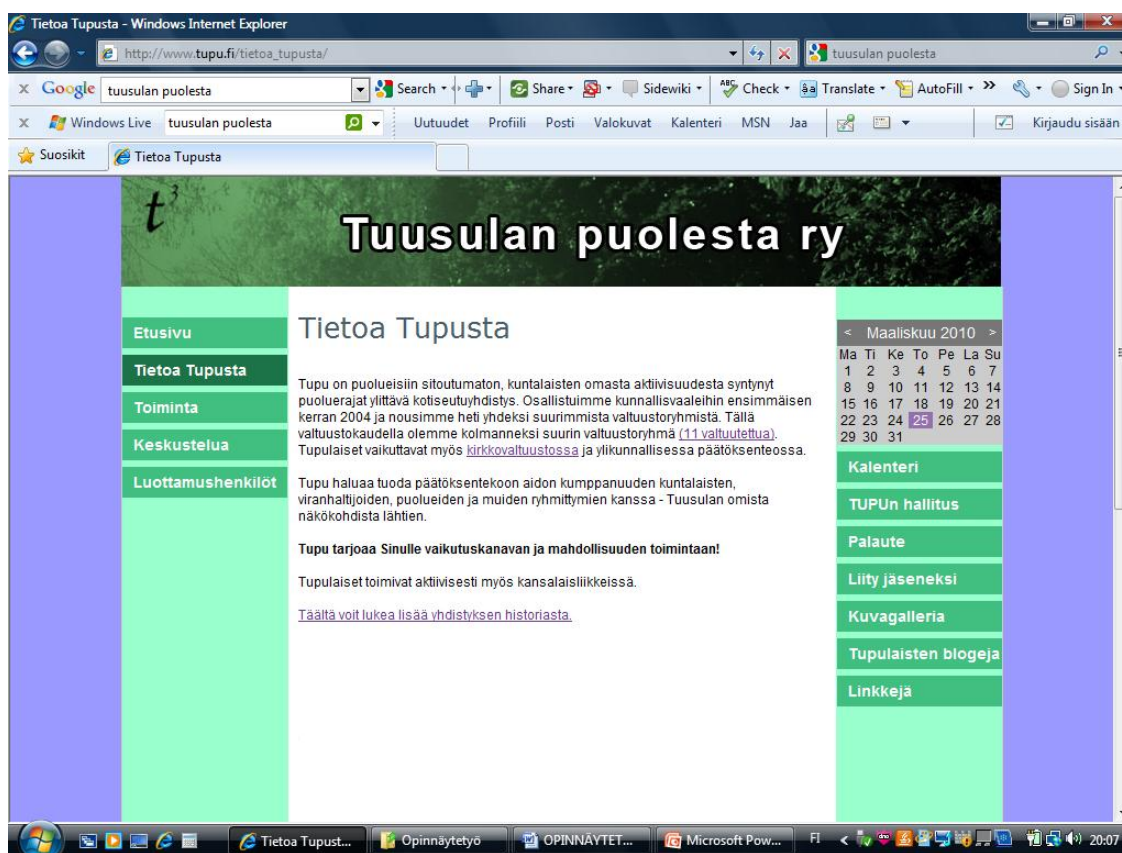 Tietoa Tupusta - Windows Internet Explorer
http://www.tupu.fi/tietoa_tupusta/
tuusulan puolesta
x Google tuusulan puolesta Search Share Sidewiki Check Translate AutoFill » Sign In
x Windows Live tuusulan puolesta Uutuudet Profiili Posti Valokuvat Kalenteri MSN Jaa Kirjaudu sisään
Suosikit Tietoa Tupusta
t3
Tuusulan puolesta ry
Etusivu
Tietoa Tupusta
Toiminta
Keskustelua
Luottamushenkilöt
Tietoa Tupusta
Tupu on puolueisiin sitoutumaton, kuntalaisten omasta aktiivisuudesta syntynyt
puoluerajat ylittävä kotiseutuyhdistys. Osallistuimme kunnallisvaaleihin ensimmäisen
kerran 2004 ja nousimme heti yhdeksi suurimmista valtuustoryhmistä. Tällä
valtuustokaudella olemme kolmanneksi suurin valtuustoryhmä (11 valtuutettua).
Tupulaiset vaikuttavat myös kirkkovaltuustossa ja ylikunnallisessa päätöksenteossa.
Tupu haluaa tuoda päätöksentekoon aidon kumppanuuden kuntalaisten,
viranhaltijoiden, puolueiden ja muiden ryhmittymien kanssa - Tuusulan omista
näkökohdista lähtien.
Tupu tarjoaa Sinulle vaikutuskanavan ja mahdollisuuden toimintaan!
Tupulaiset toimivat aktiivisesti myös kansalaisliikkeissä.
Täältä voit lukea lisää yhdistyksen historiasta.
< Maaliskuu 2010 >
Ma Ti Ke To Pe La Su
1 2 3 4 5 6 7
8 9 10 11 12 13 14
15 16 17 18 19 20 21
22 23 24 25 26 27 28
29 30 31
Kalenteri
TUPUn hallitus
Palaute
Liity jäseneksi
Kuvagalleria
Tupulaisten blogeja
Linkkejä
Tietoa Tupust... Opinnäytetyö OPINNÄYTET... Microsoft Pow... FI < 20:07